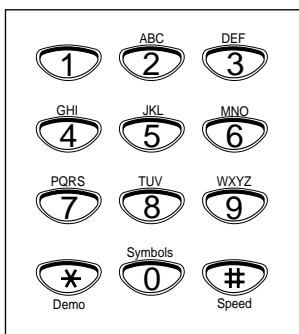 ABC DEF
1 2 3
GHI JKL MNO
4 5 6
PQRS TUV WXYZ
7 8 9
Symbols
* 0 #
Demo Speed